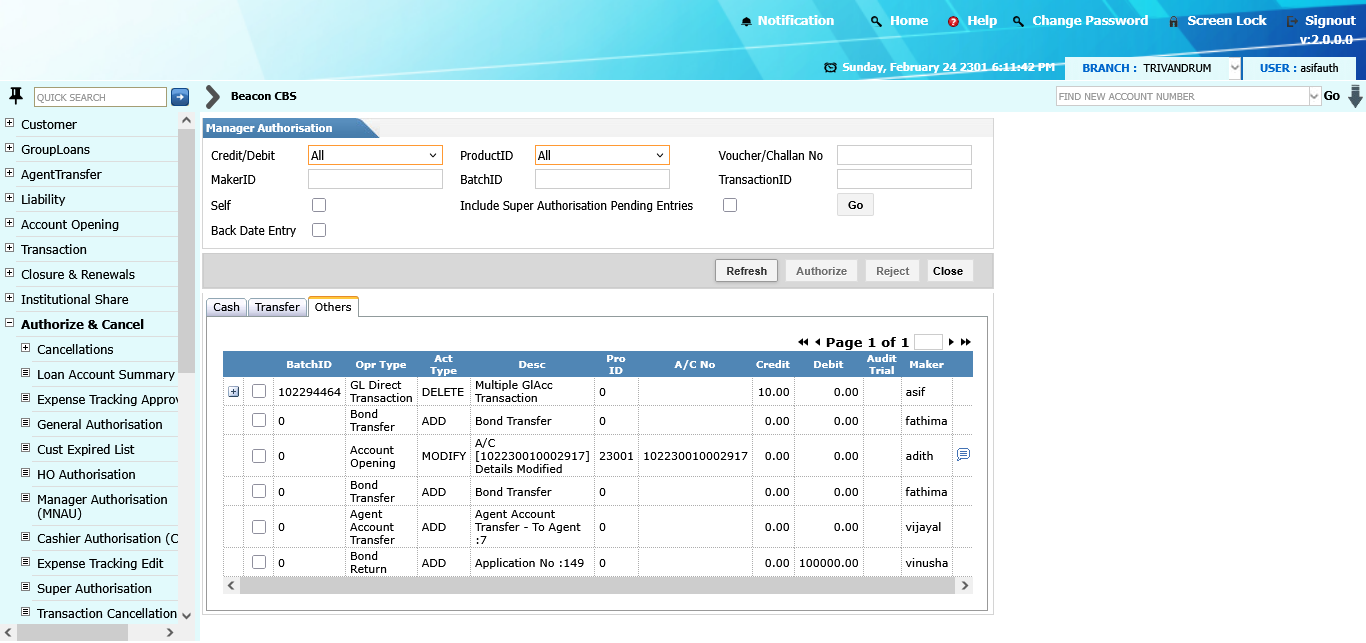 Notification Home Help Change Password Screen Lock Signout
v:2.0.0.0
Sunday, February 24 2301 6:11:42 PM BRANCH : TRIVANDRUM USER : asifauth
QUICK SEARCH Beacon CBS FIND NEW ACCOUNT NUMBER Go
Customer
GroupLoans
AgentTransfer
Liability
Account Opening
Transaction
Closure & Renewals
Institutional Share
Authorize & Cancel
Cancellations
Loan Account Summary
Expense Tracking Approv
General Authorisation
Cust Expired List
HO Authorisation
Manager Authorisation
(MNAU)
Cashier Authorisation (C
Expense Tracking Edit
Super Authorisation
Transaction Cancellation
Manager Authorisation
Credit/Debit All ProductID All Voucher/Challan No
MakerID BatchID TransactionID
Self Include Super Authorisation Pending Entries Go
Back Date Entry
Refresh Authorize Reject Close
Cash Transfer Others
Page 1 of 1
BatchID Opr Type Act Type Desc Pro ID A/C No Credit Debit Audit Trial Maker
102294464 GL Direct Transaction DELETE Multiple GlAcc Transaction 0 10.00 0.00 asif
0 Bond Transfer ADD Bond Transfer 0 0.00 0.00 fathima
0 Account Opening MODIFY A/C [102230010002917] Details Modified 23001 102230010002917 0.00 0.00 adith
0 Bond Transfer ADD Bond Transfer 0 0.00 0.00 fathima
0 Agent Account Transfer ADD Agent Account Transfer - To Agent :7 0 0.00 0.00 vijayal
0 Bond Return ADD Application No :149 0 0.00 100000.00 vinusha